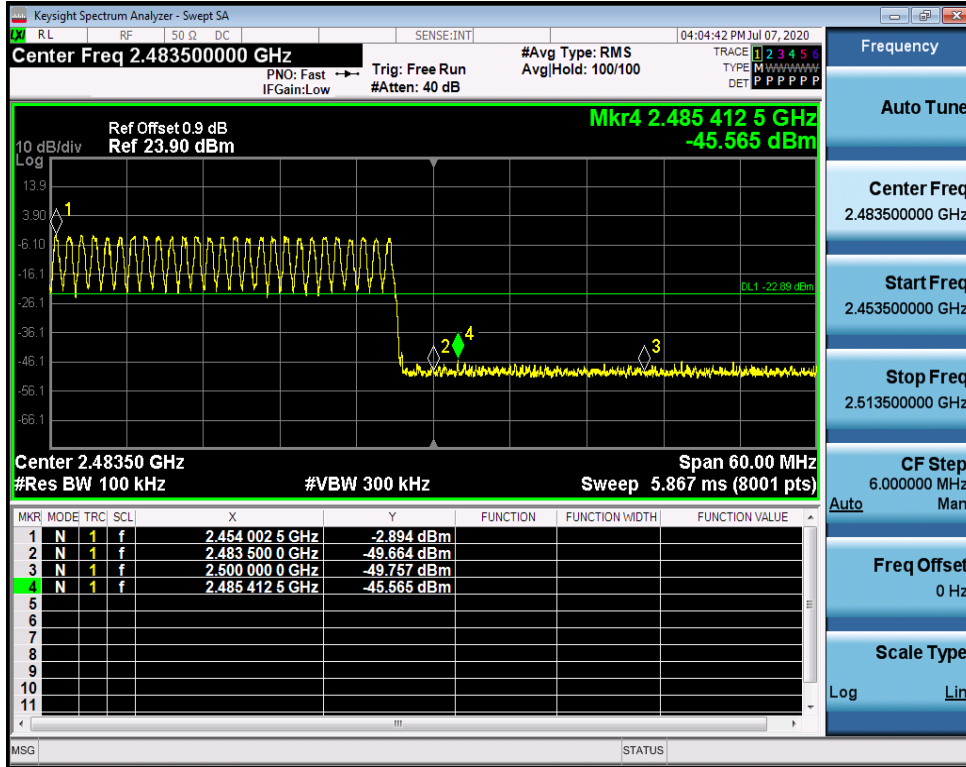 Keysight Spectrum Analyzer - Swept SA
LXI RL RF 50 Ω DC SENSE:INT 04:04:42 PM Jul 07, 2020
Center Freq 2.483500000 GHz
PNO: Fast
IFGain:Low
Trig: Free Run
#Atten: 40 dB
#Avg Type: RMS
Avg|Hold: 100/100
TRACE 1 2 3 4 5 6
TYPE M WWWWW
DET P P P P P P
Mkr4 2.485 412 5 GHz
-45.565 dBm
Ref Offset 0.9 dB
10 dB/div Ref 23.90 dBm
Log
13.9
3.90
-6.10
-16.1
-26.1
-36.1
-46.1
-56.1
-66.1
1
2
4
3
DL1 -22.89 dBm
Center 2.48350 GHz Span 60.00 MHz
#Res BW 100 kHz #VBW 300 kHz Sweep 5.867 ms (8001 pts)
MKR MODE TRC SCL X Y FUNCTION FUNCTION WIDTH FUNCTION VALUE
1 N 1 f 2.454 002 5 GHz -2.894 dBm
2 N 1 f 2.483 500 0 GHz -49.664 dBm
3 N 1 f 2.500 000 0 GHz -49.757 dBm
4 N 1 f 2.485 412 5 GHz -45.565 dBm
5
6
7
8
9
10
11
MSG STATUS
Frequency
Auto Tune
Center Freq
2.483500000 GHz
Start Freq
2.453500000 GHz
Stop Freq
2.513500000 GHz
CF Step
6.000000 MHz
Auto Man
Freq Offset
0 Hz
Scale Type
Log Lin